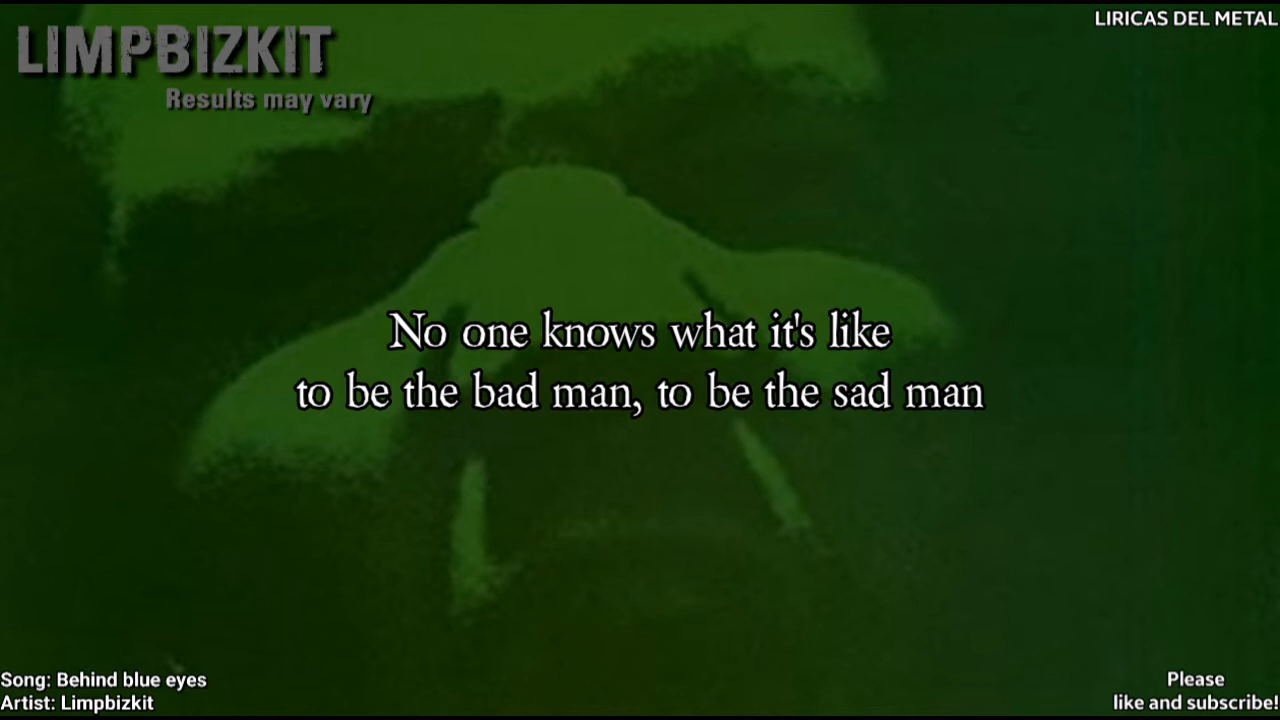 LIMPBIZKIT
Results may vary
LIRICAS DEL METAL
No one knows what it's like
to be the bad man, to be the sad man
Song: Behind blue eyes
Artist: Limpbizkit
Please
like and subscribe!